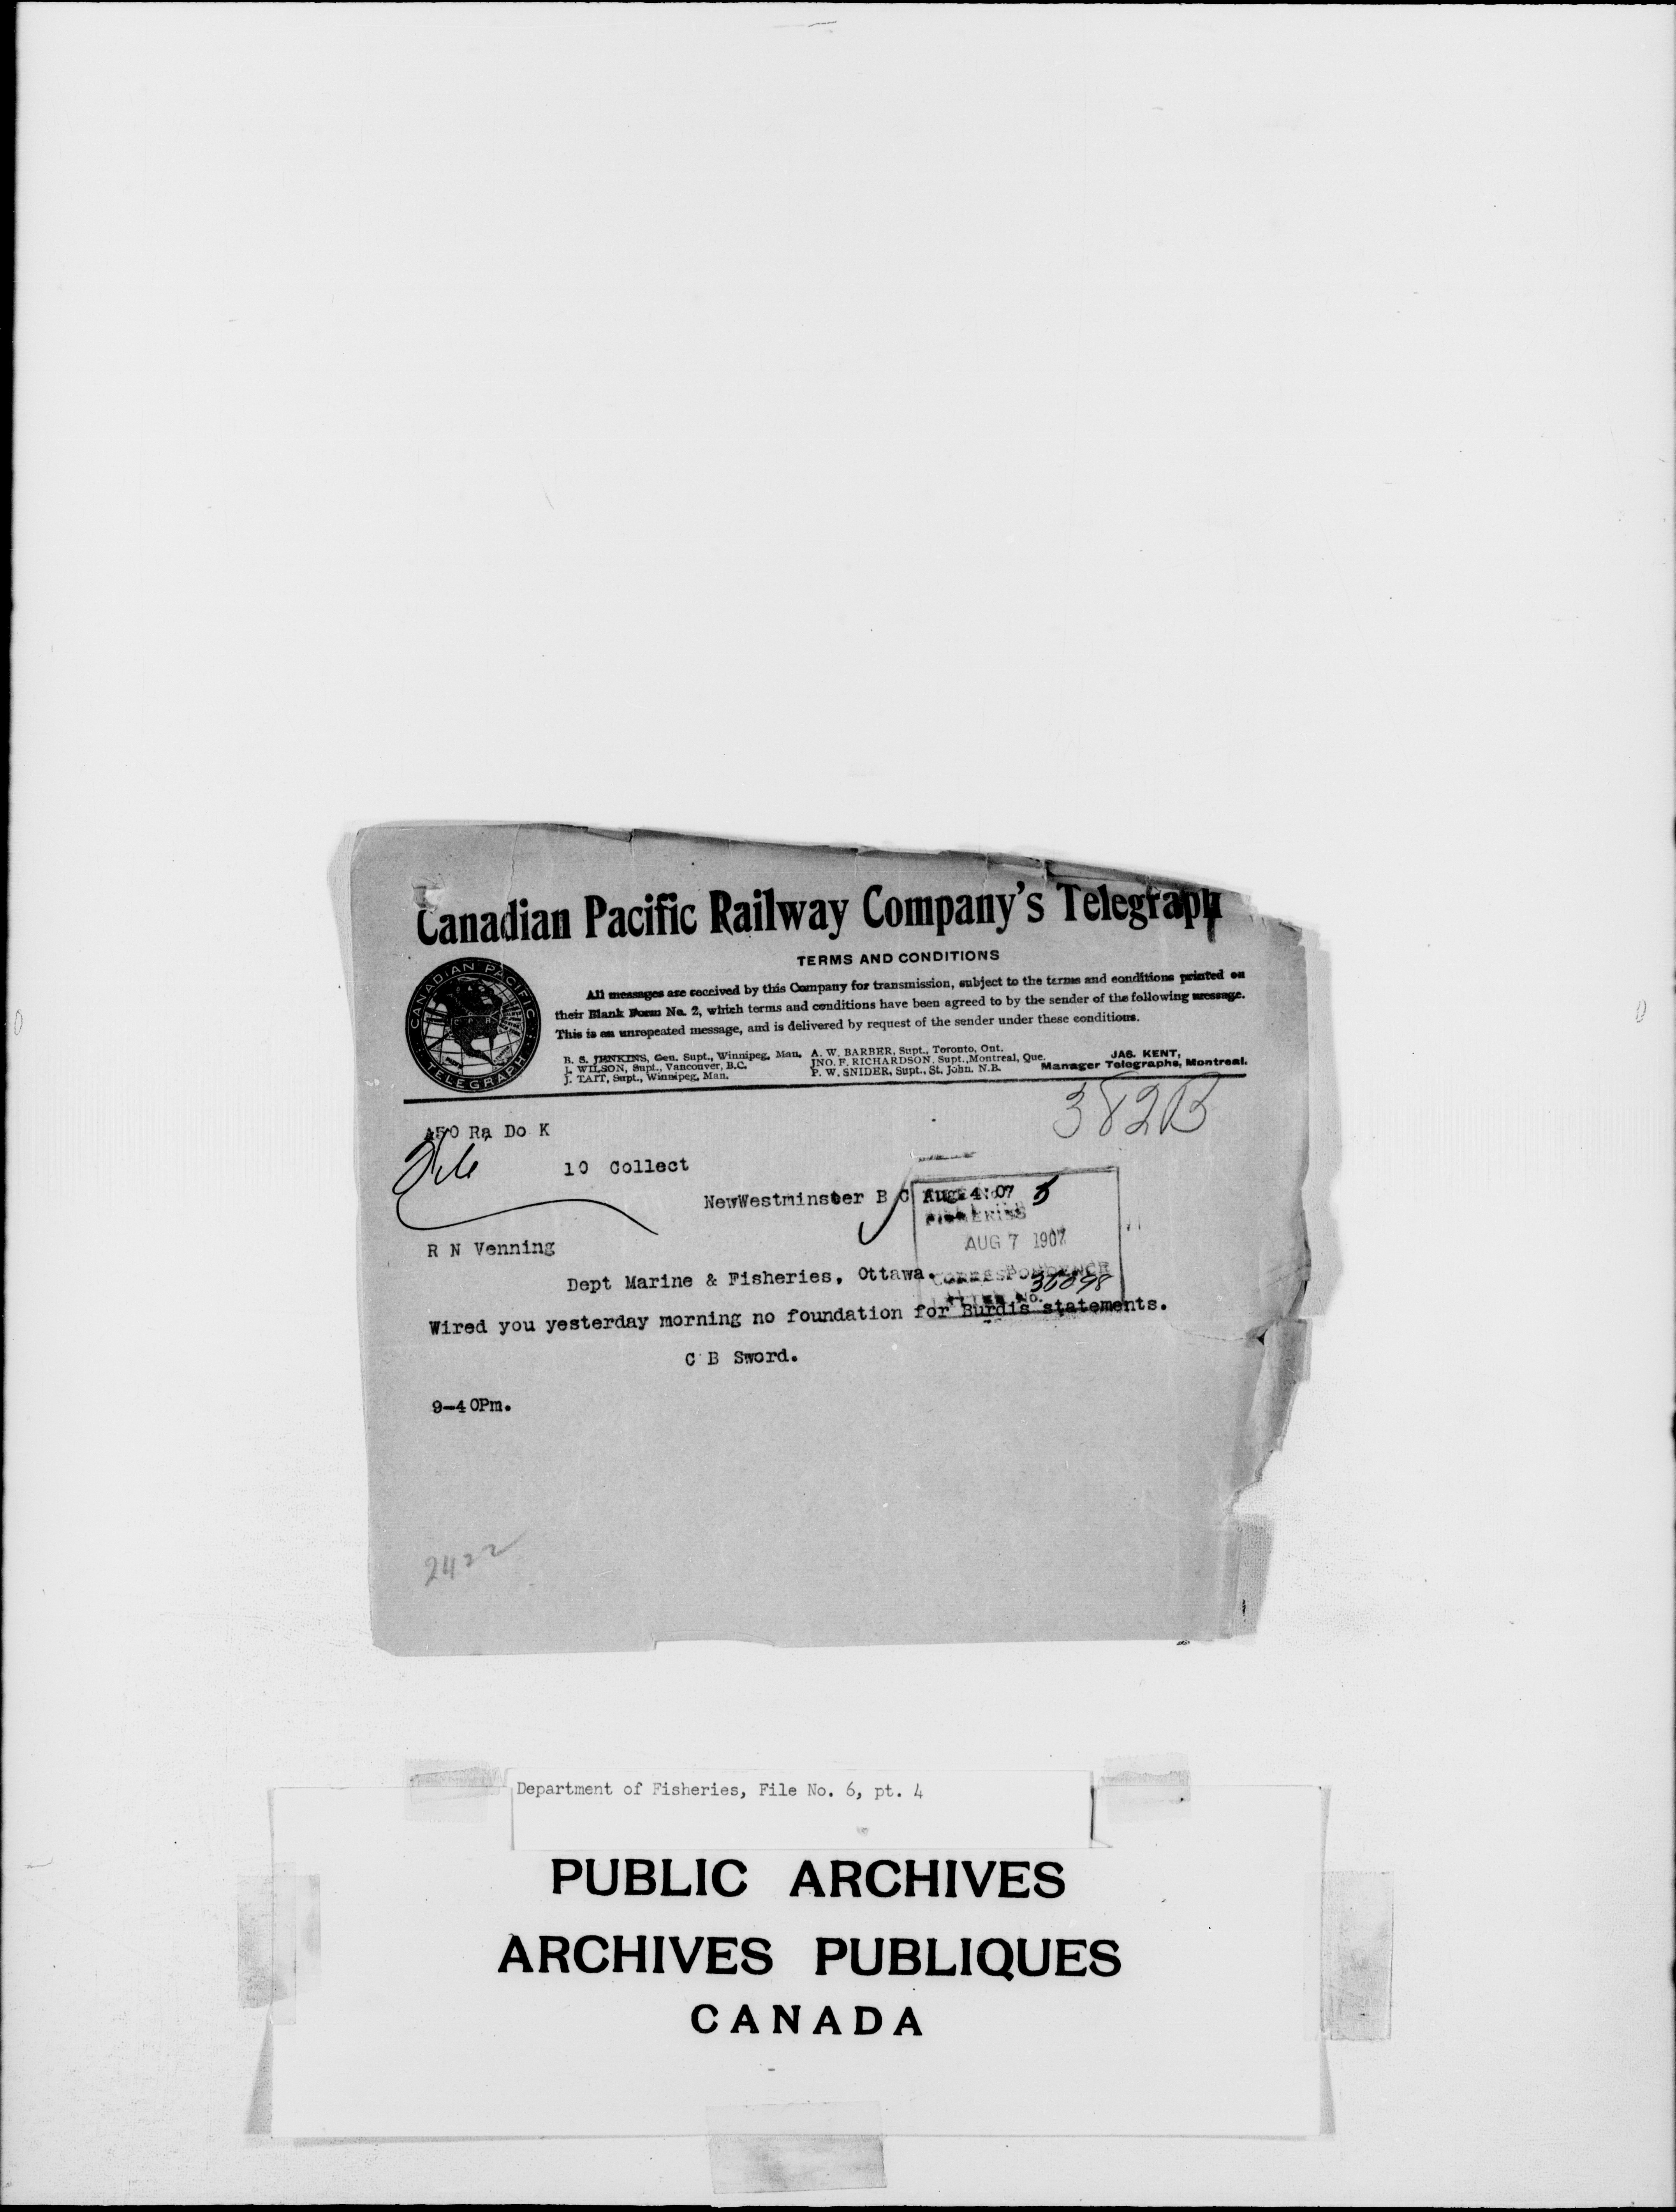 Canadian Pacific Railway Company's Telegraph
TERMS AND CONDITIONS
All messages are received by this Company for transmission, subject to the terms and conditions printed on
their Blank Form No. 2, which terms and conditions have been agreed to by the sender of the following message.
This is an unrepeated message, and is delivered by request of the sender under these conditions.
B. S. JENKINS, Gen. Supt., Winnipeg, Man.
J. WILSON, Supt., Vancouver, B.C.
J. TAIT, Supt., Winnipeg, Man.
A. W. BARBER, Supt., Toronto, Ont.
JNO. F. RICHARDSON, Supt., Montreal, Que.
P. W. SNIDER, Supt., St. John, N.B.
JAS. KENT,
Manager Telegraphs, Montreal.
CANADIAN PACIFIC
TELEGRAPH
382B
A50 Ra Do K
File
10 Collect
NewWestminster B C Aug 4:07
FISHERIES
AUG 7 1907
CORRESPONDENCE
No.
R N Venning
Dept Marine & Fisheries, Ottawa.
Wired you yesterday morning no foundation for Burdis statements.
C B Sword.
9-40Pm.
2422
Department of Fisheries, File No. 6, pt. 4
PUBLIC ARCHIVES
ARCHIVES PUBLIQUES
CANADA